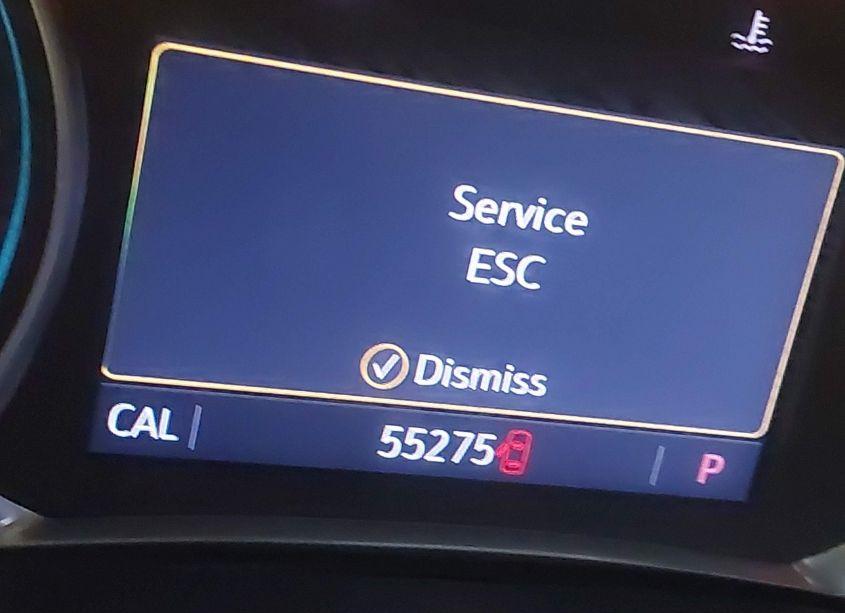 Service
ESC
Dismiss
CAL 55275 P